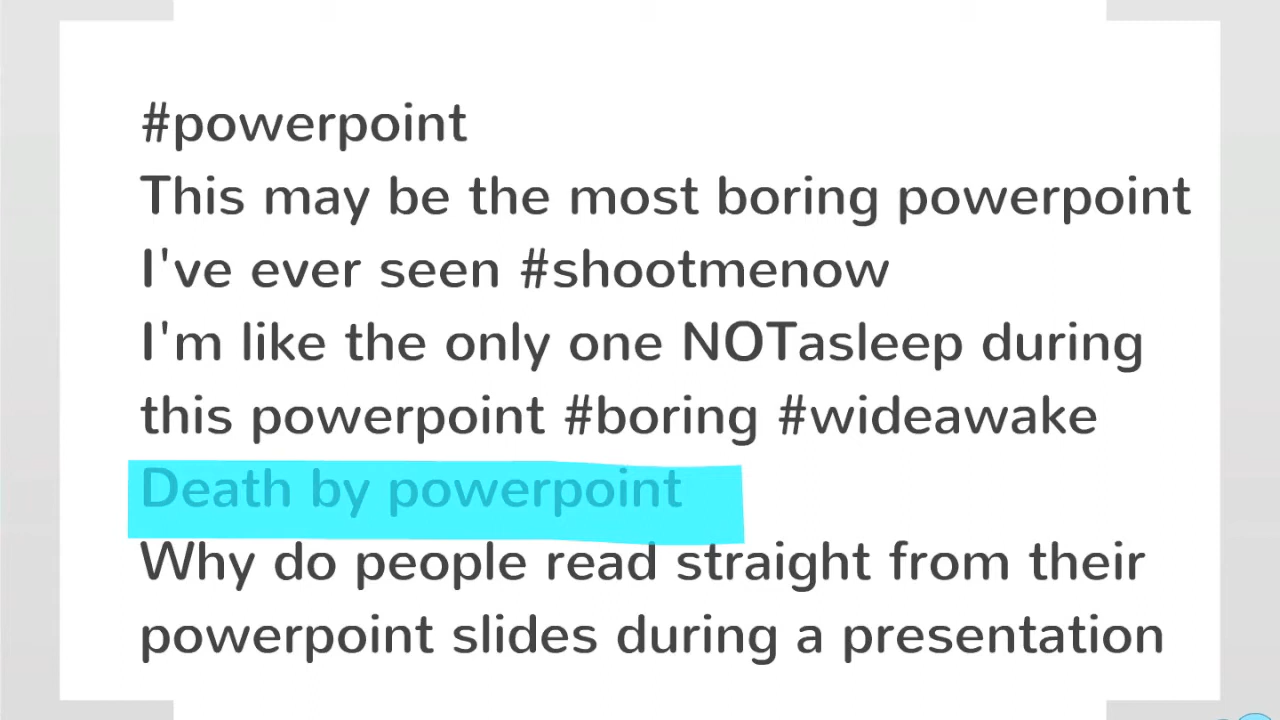 #powerpoint
This may be the most boring powerpoint
I've ever seen #shootmenow
I'm like the only one NOTasleep during
this powerpoint #boring #wideawake
Death by powerpoint
Why do people read straight from their
powerpoint slides during a presentation